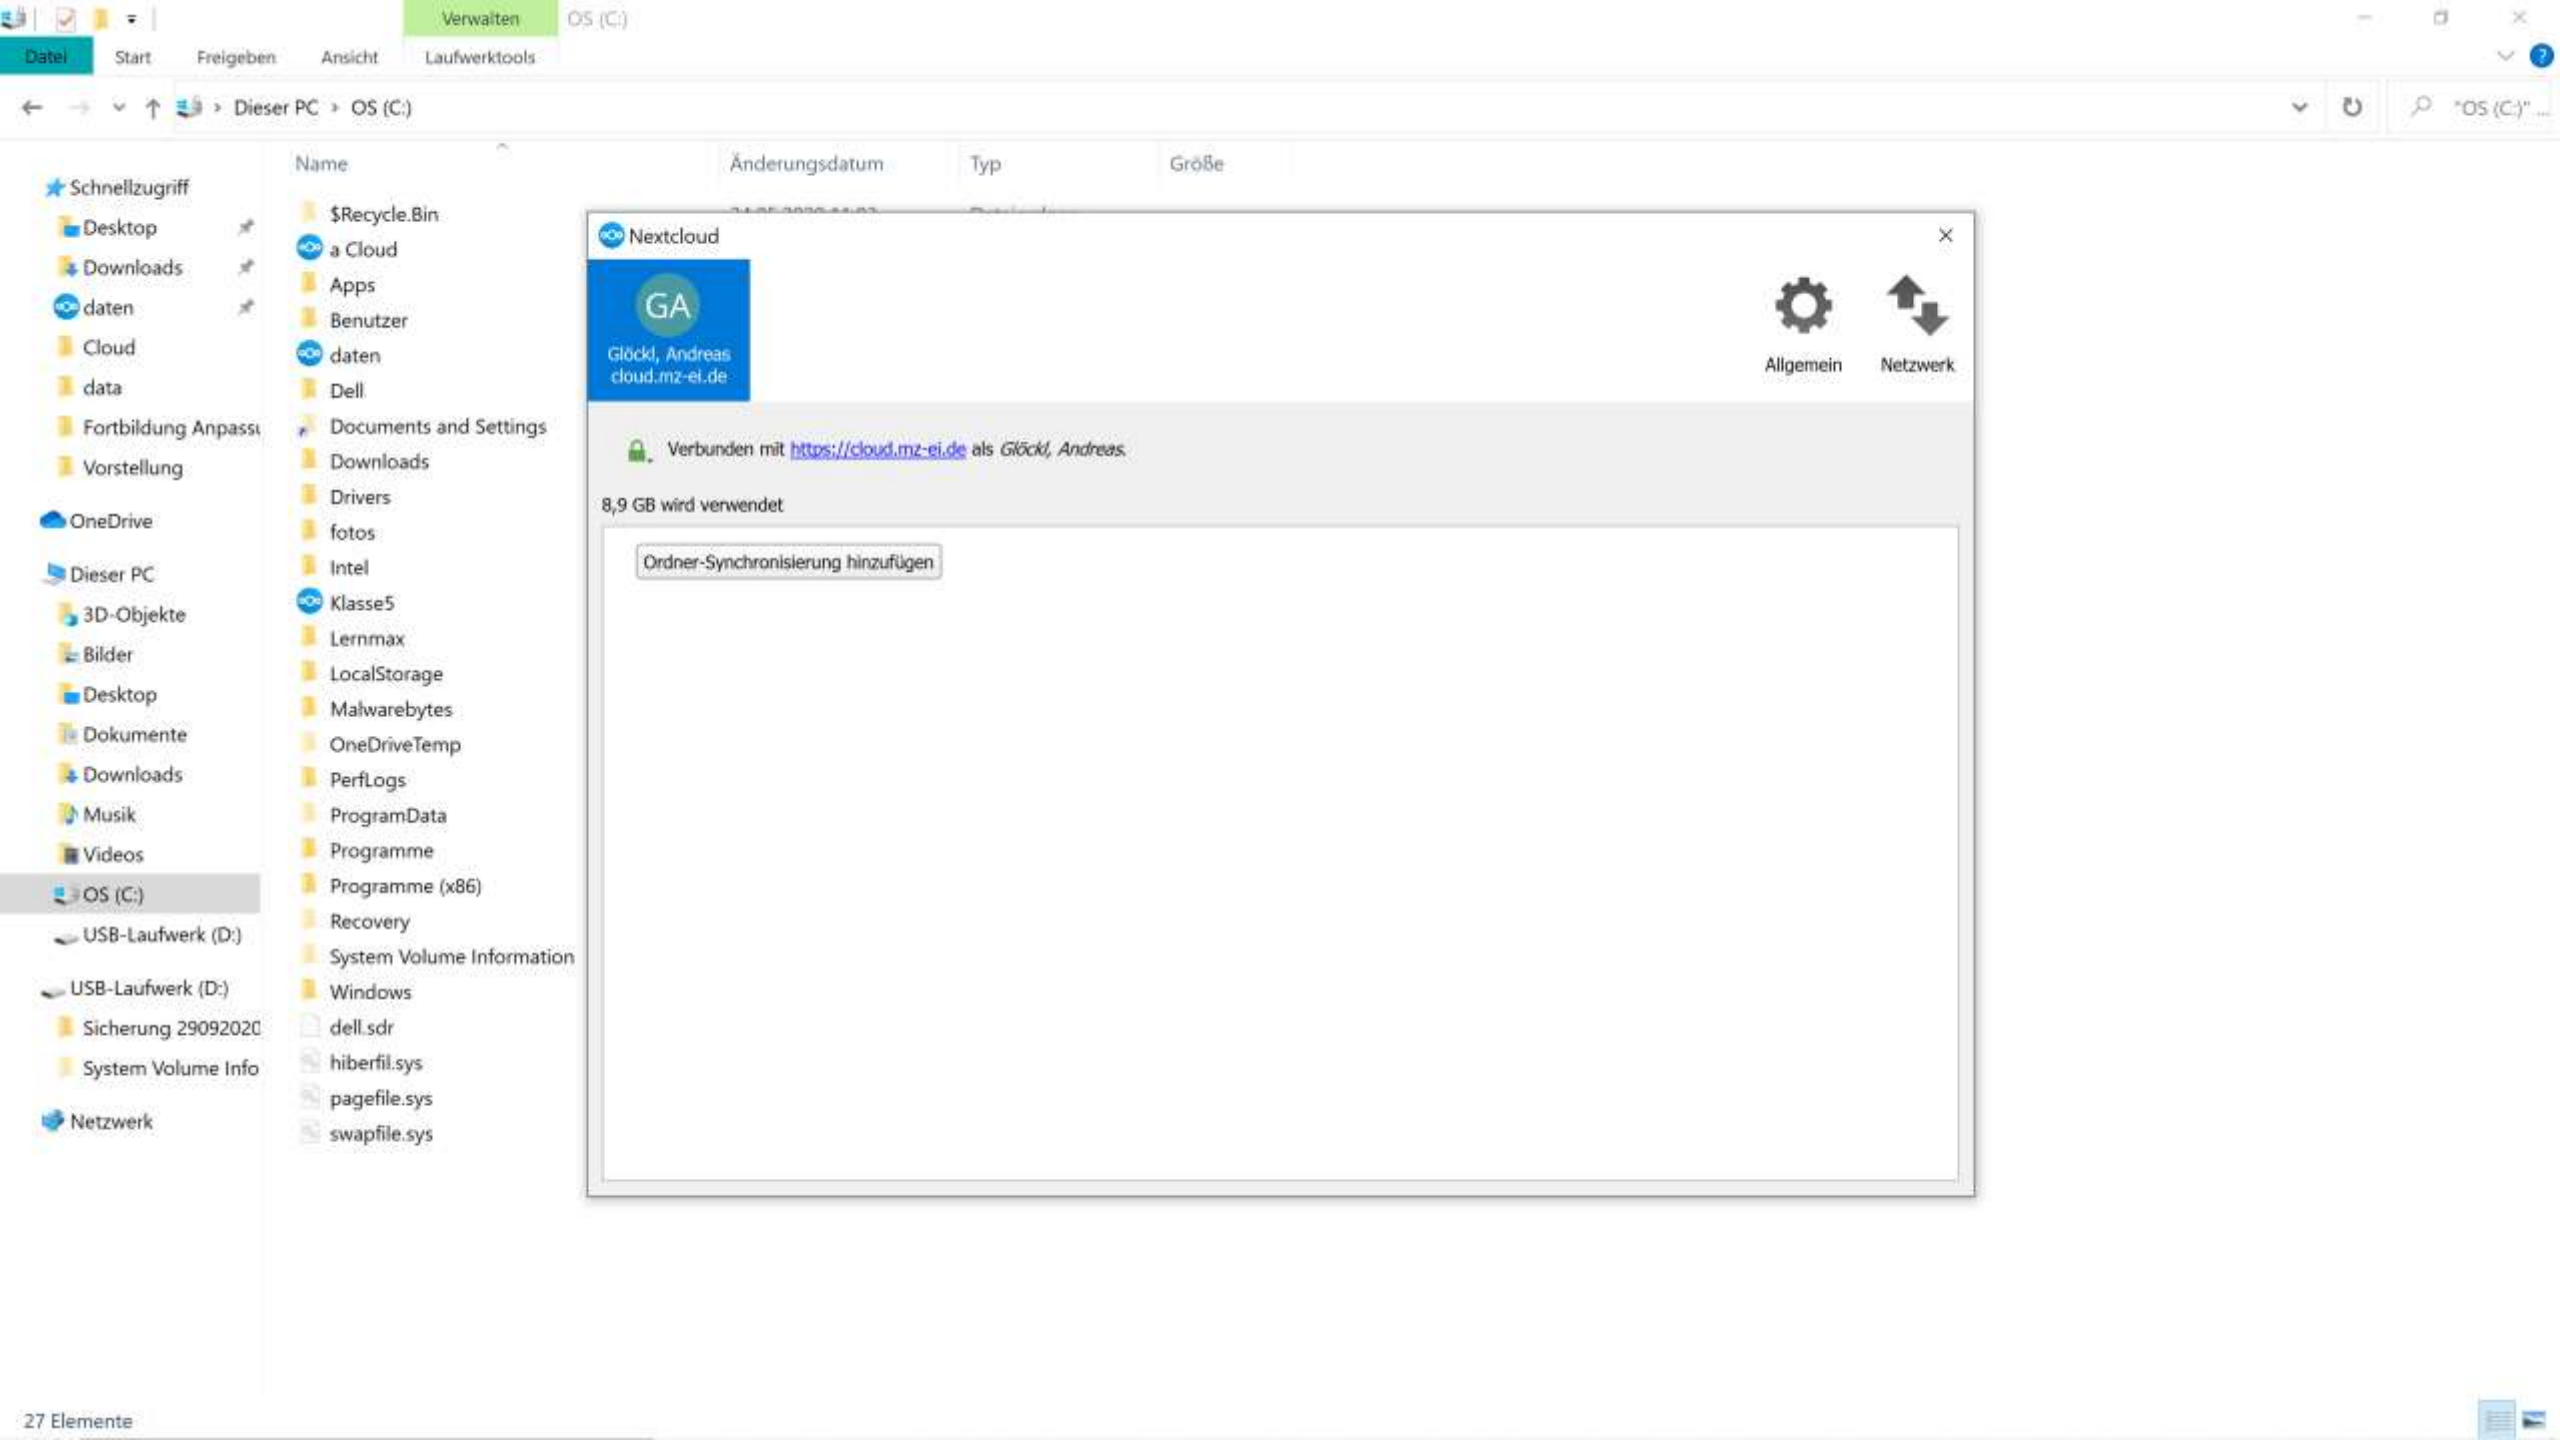 Verwalten OS (C:)
Datei Start Freigeben Ansicht Laufwerktools
Dieser PC OS (C:) "OS (C:)" ...
Name Änderungsdatum Typ Größe
Schnellzugriff
Desktop
Downloads
daten
Cloud
data
Fortbildung Anpassu
Vorstellung
OneDrive
Dieser PC
3D-Objekte
Bilder
Desktop
Dokumente
Downloads
Musik
Videos
OS (C:)
USB-Laufwerk (D:)
USB-Laufwerk (D:)
Sicherung 29092020
System Volume Info
Netzwerk
$Recycle.Bin
a Cloud
Apps
Benutzer
daten
Dell
Documents and Settings
Downloads
Drivers
fotos
Intel
Klasse5
Lernmax
LocalStorage
Malwarebytes
OneDriveTemp
PerfLogs
ProgramData
Programme
Programme (x86)
Recovery
System Volume Information
Windows
dell.sdr
hiberfil.sys
pagefile.sys
swapfile.sys
Nextcloud
GA
Glöckl, Andreas
cloud.mz-ei.de
Allgemein Netzwerk
Verbunden mit https://cloud.mz-ei.de als Glöckl, Andreas.
8,9 GB wird verwendet
Ordner-Synchronisierung hinzufügen
27 Elemente